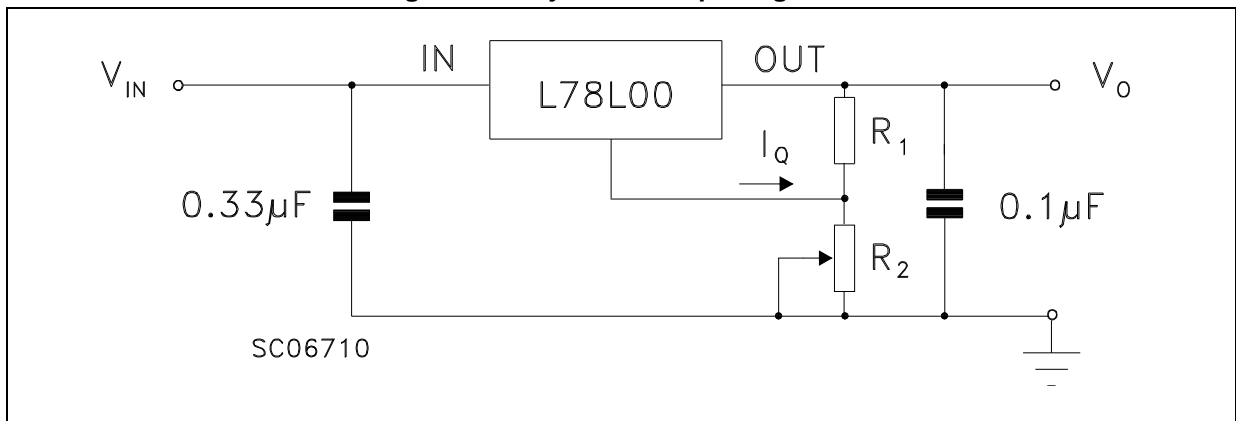 IN
OUT
V_IN
L78L00
V_O
R_1
I_Q
0.33μF
0.1μF
R_2
SC06710